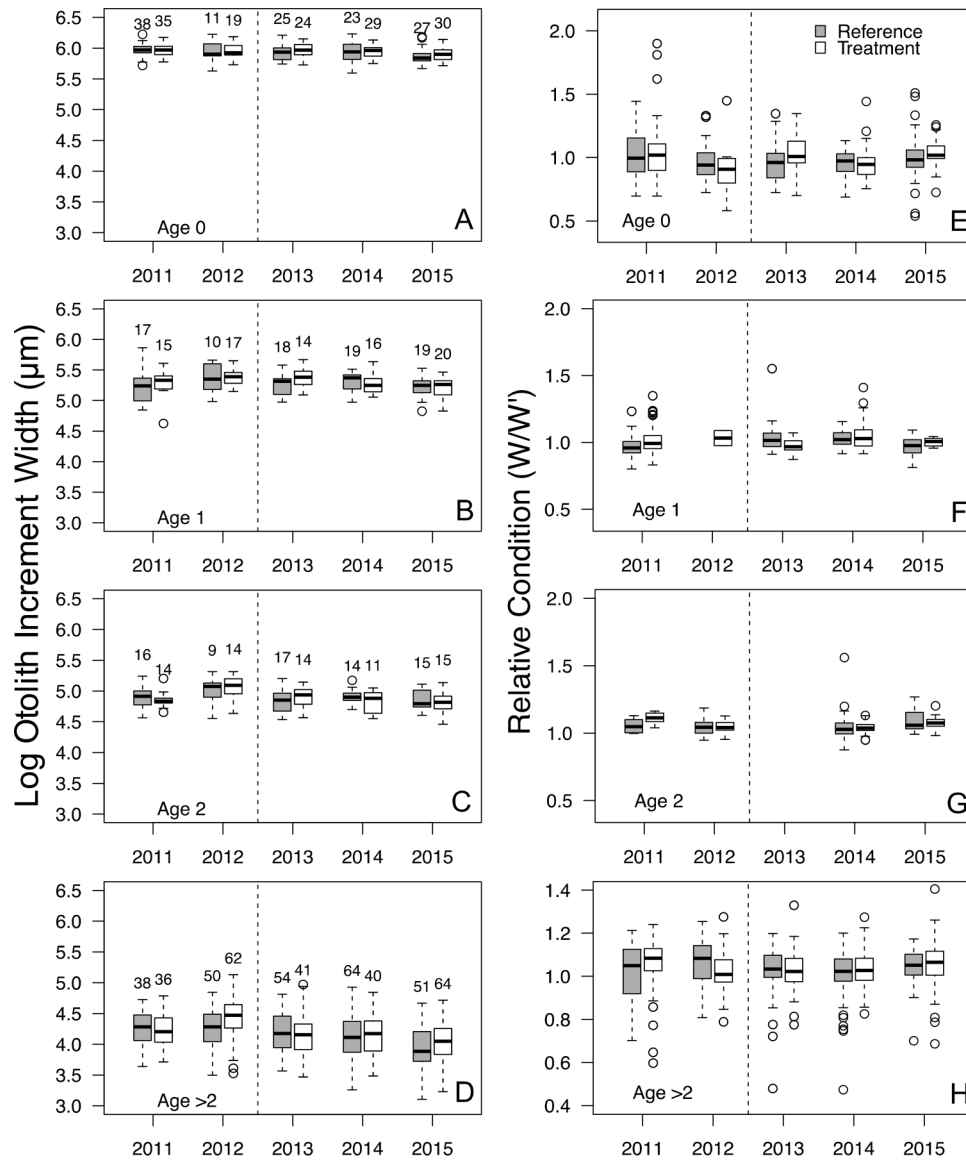 Log Otolith Increment Width (µm)
6.5
6.0
5.5
5.0
4.5
4.0
3.5
3.0
38 35 11 19 25 24 23 29 27 30
Age 0
A
2011 2012 2013 2014 2015
6.5
6.0
5.5
5.0
4.5
4.0
3.5
3.0
17 15 10 17 18 14 19 16 19 20
Age 1
B
2011 2012 2013 2014 2015
6.5
6.0
5.5
5.0
4.5
4.0
3.5
3.0
16 14 9 14 17 14 14 11 15 15
Age 2
C
2011 2012 2013 2014 2015
6.5
6.0
5.5
5.0
4.5
4.0
3.5
3.0
38 36 50 62 54 41 64 40 51 64
Age >2
D
2011 2012 2013 2014 2015
Relative Condition (W/W')
Reference
Treatment
2.0
1.5
1.0
0.5
Age 0
E
2011 2012 2013 2014 2015
2.0
1.5
1.0
0.5
Age 1
F
2011 2012 2013 2014 2015
2.0
1.5
1.0
0.5
Age 2
G
2011 2012 2013 2014 2015
1.4
1.2
1.0
0.8
0.6
0.4
Age >2
H
2011 2012 2013 2014 2015